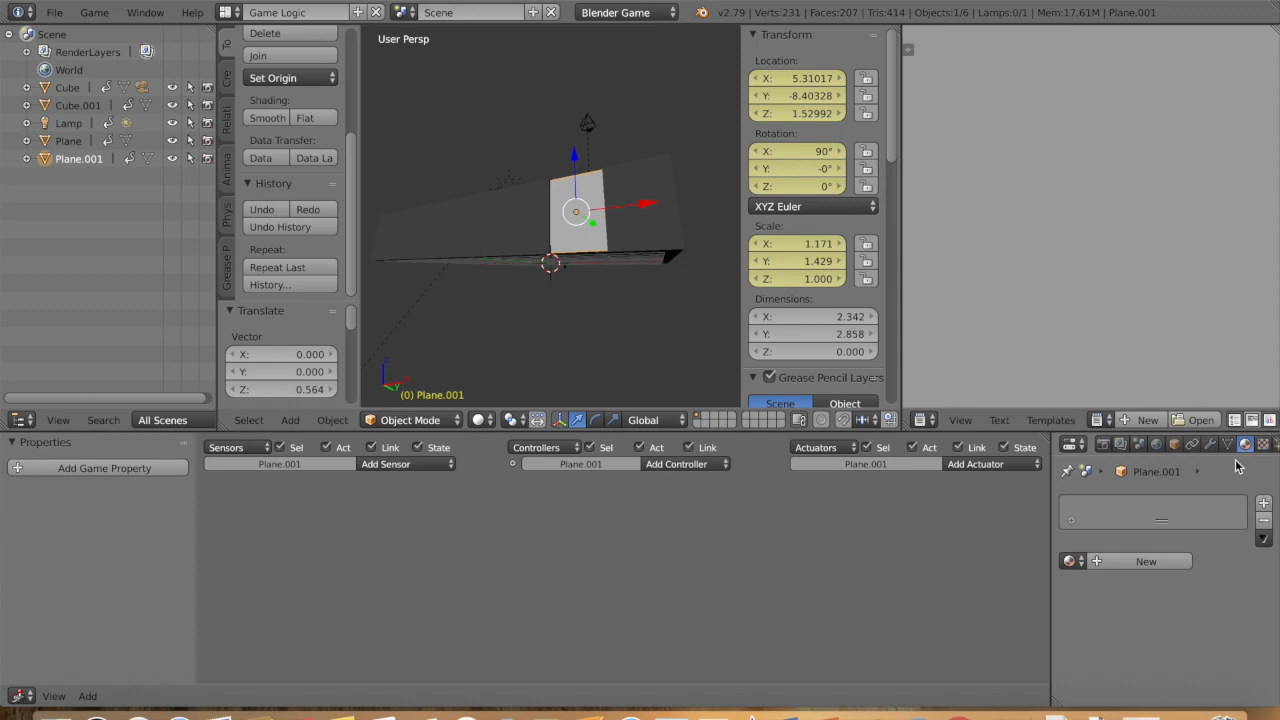 File Game Window Help Game Logic Scene Blender Game v2.79 | Verts:231 | Faces:207 | Tris:414 | Objects:1/6 | Lamps:0/1 | Mem:17.61M | Plane.001
Scene
RenderLayers
World
Cube
Cube.001
Lamp
Plane
Plane.001
View Search All Scenes
To
Cre
Relati
Anima
Phys
Grease P
Delete
Join
Set Origin
Shading:
Smooth Flat
Data Transfer:
Data Data La
History
Undo Redo
Undo History
Repeat:
Repeat Last
History...
Translate
Vector
X: 0.000
Y: 0.000
Z: 0.564
User Persp
(0) Plane.001
Select Add Object Object Mode Global
Transform
Location:
X: 5.31017
Y: -8.40328
Z: 1.52992
Rotation:
X: 90°
Y: -0°
Z: 0°
XYZ Euler
Scale:
X: 1.171
Y: 1.429
Z: 1.000
Dimensions:
X: 2.342
Y: 2.858
Z: 0.000
Grease Pencil Layers
Scene Object
View Text Templates New Open
Properties
Add Game Property
Sensors Sel Act Link State
Plane.001 Add Sensor
Controllers Sel Act Link
Plane.001 Add Controller
Actuators Sel Act Link State
Plane.001 Add Actuator
Plane.001
New
View Add